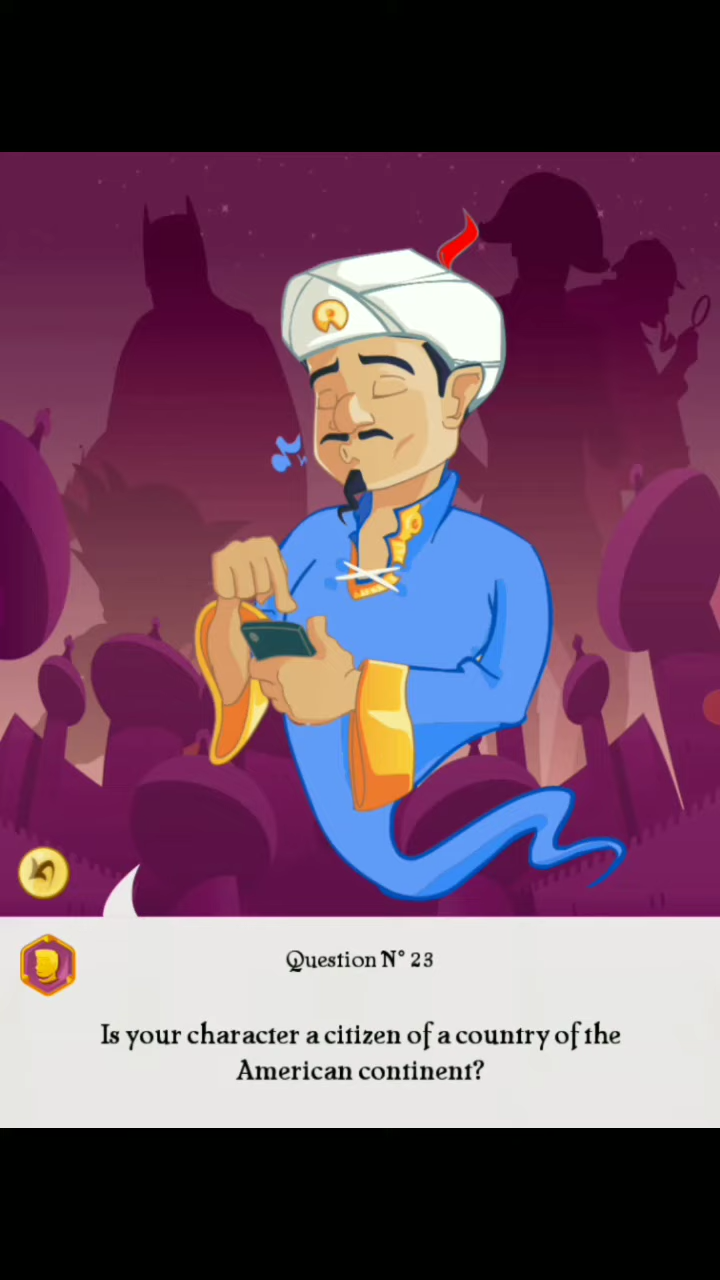 Question N° 23
Is your character a citizen of a country of the
American continent?